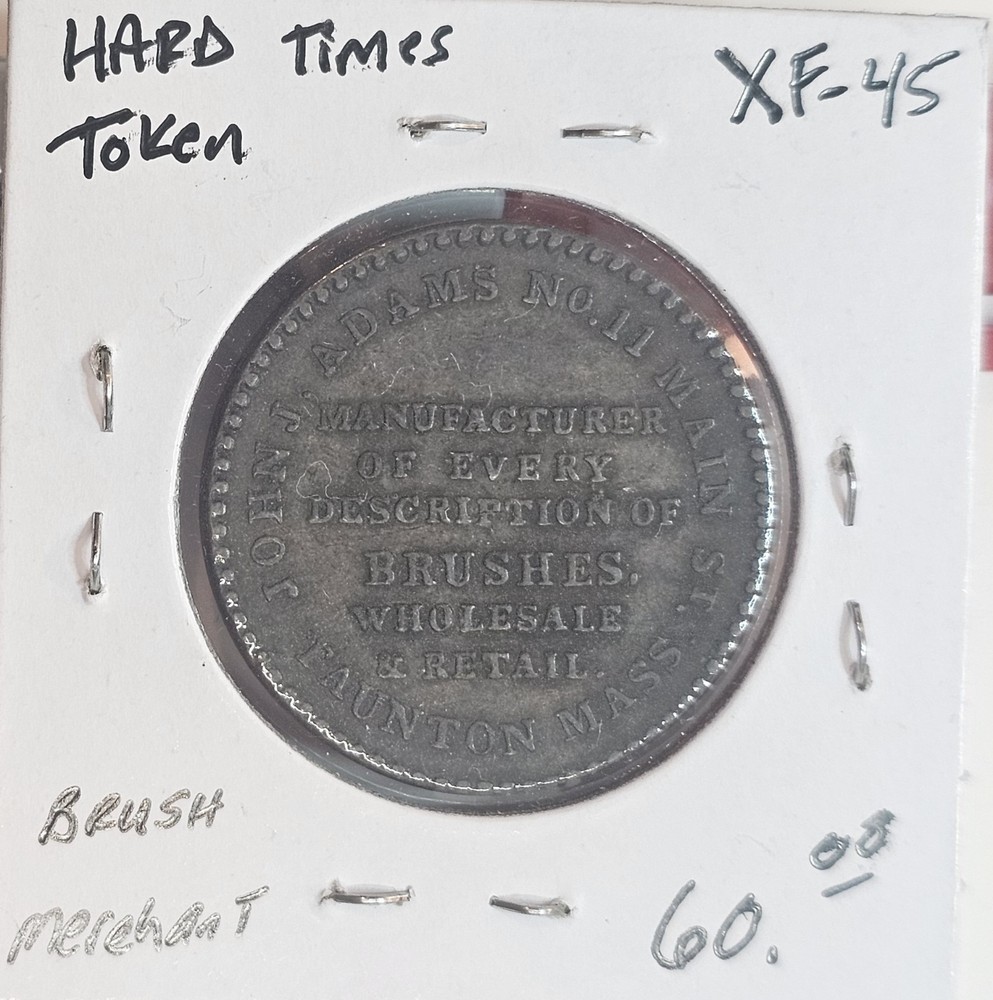 HARD Times
Token
XF-45
JOHN J. ADAMS NO. 11 MAIN ST.
MANUFACTURER
OF EVERY
DESCRIPTION OF
BRUSHES.
WHOLESALE
& RETAIL.
TAUNTON MASS.
BRUSH
merchanT
60.00